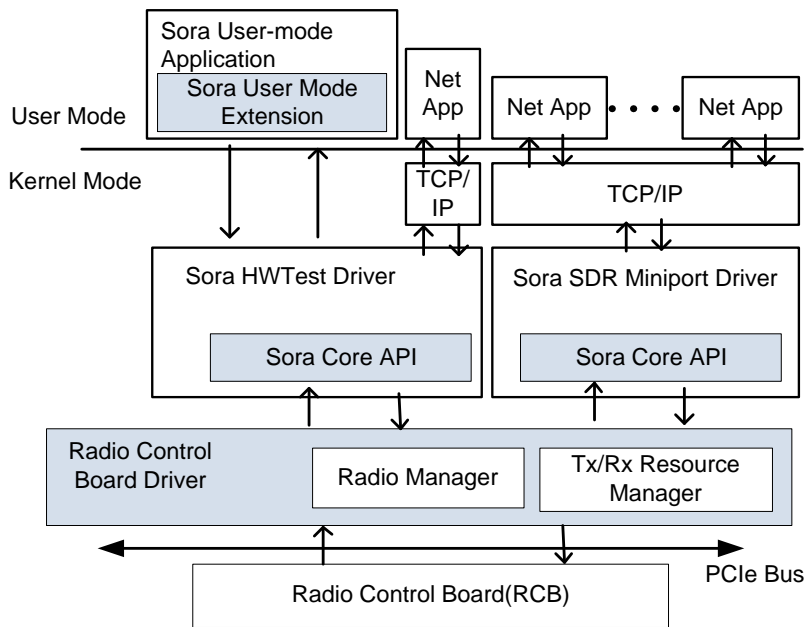 Sora User-mode
Application
Sora User Mode
Extension
Net
App
Net App
Net App
User Mode
Kernel Mode
TCP/
IP
TCP/IP
Sora HWTest Driver
Sora SDR Miniport Driver
Sora Core API
Sora Core API
Radio Control
Board Driver
Radio Manager
Tx/Rx Resource
Manager
PCIe Bus
Radio Control Board(RCB)